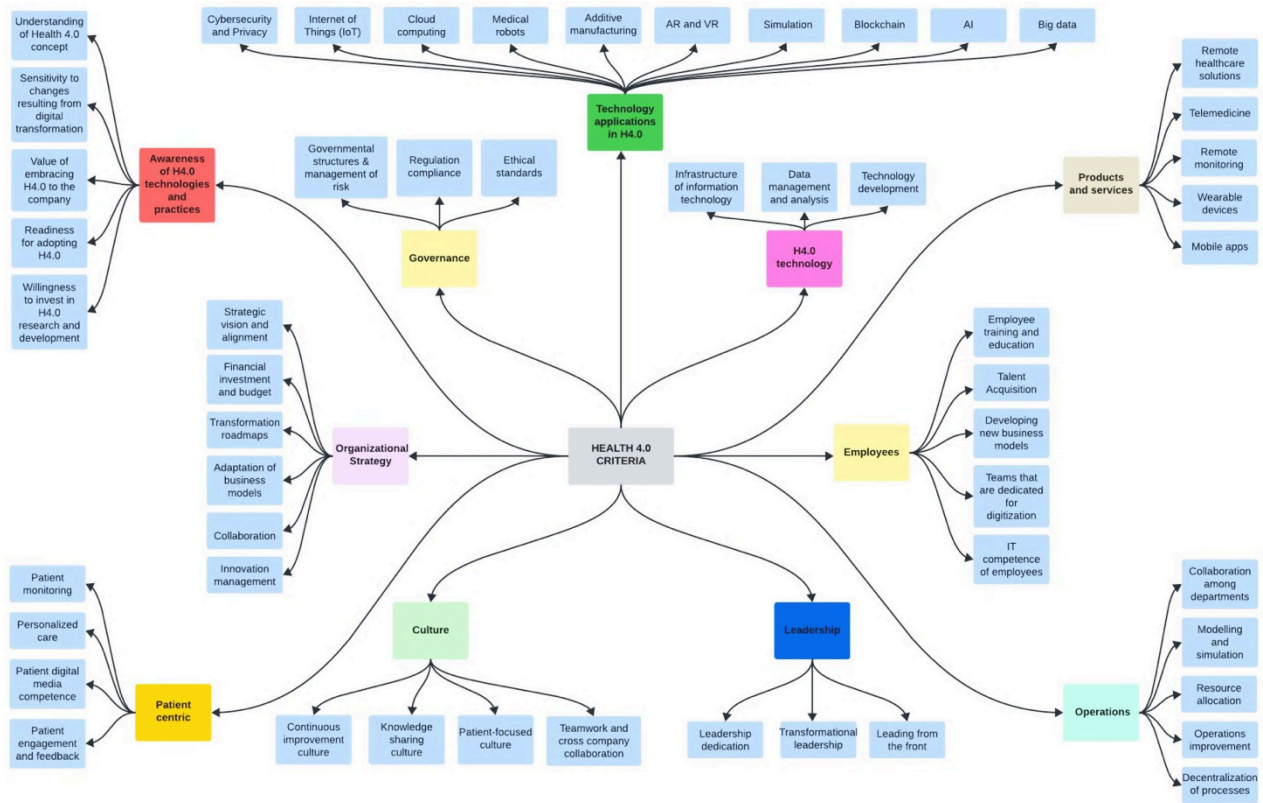 Understanding
of Health 4.0
concept
Sensitivity to
changes
resulting from
digital
transformation
Value of
embracing
H4.0 to the
company
Readiness
for adopting
H4.0
Willingness
to invest in
H4.0
research and
development
Awareness
of H4.0
technologies
and
practices
Cybersecurity
and Privacy
Internet of
Things (IoT)
Cloud
computing
Medical
robots
Additive
manufacturing
AR and VR
Simulation
Blockchain
AI
Big data
Technology
applications
in H4.0
Governmental
structures &
management of
risk
Regulation
compliance
Ethical
standards
Governance
Infrastructure
of information
technology
Data
management
and analysis
Technology
development
H4.0
technology
Remote
healthcare
solutions
Telemedicine
Remote
monitoring
Wearable
devices
Mobile apps
Products
and services
Strategic
vision and
alignment
Financial
investment
and budget
Transformation
roadmaps
Adaptation of
business
models
Collaboration
Innovation
management
Organizational
Strategy
HEALTH 4.0
CRITERIA
Employees
Employee
training and
education
Talent
Acquisition
Developing
new business
models
Teams that
are dedicated
for
digitization
IT
competence
of employees
Patient
monitoring
Personalized
care
Patient digital
media
competence
Patient
engagement
and feedback
Patient
centric
Culture
Continuous
improvement
culture
Knowledge
sharing
culture
Patient-focused
culture
Teamwork and
cross company
collaboration
Leadership
Leadership
dedication
Transformational
leadership
Leading from
the front
Operations
Collaboration
among
departments
Modelling
and
simulation
Resource
allocation
Operations
improvement
Decentralization
of processes